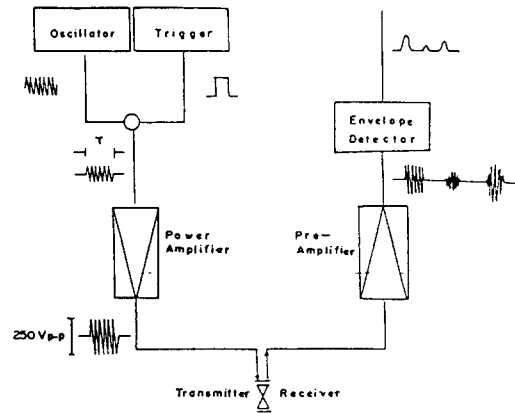 Oscillator
Trigger
τ
Envelope
Detector
Power
Amplifier
Pre-
Amplifier
250 Vp-p
Transmitter
Receiver